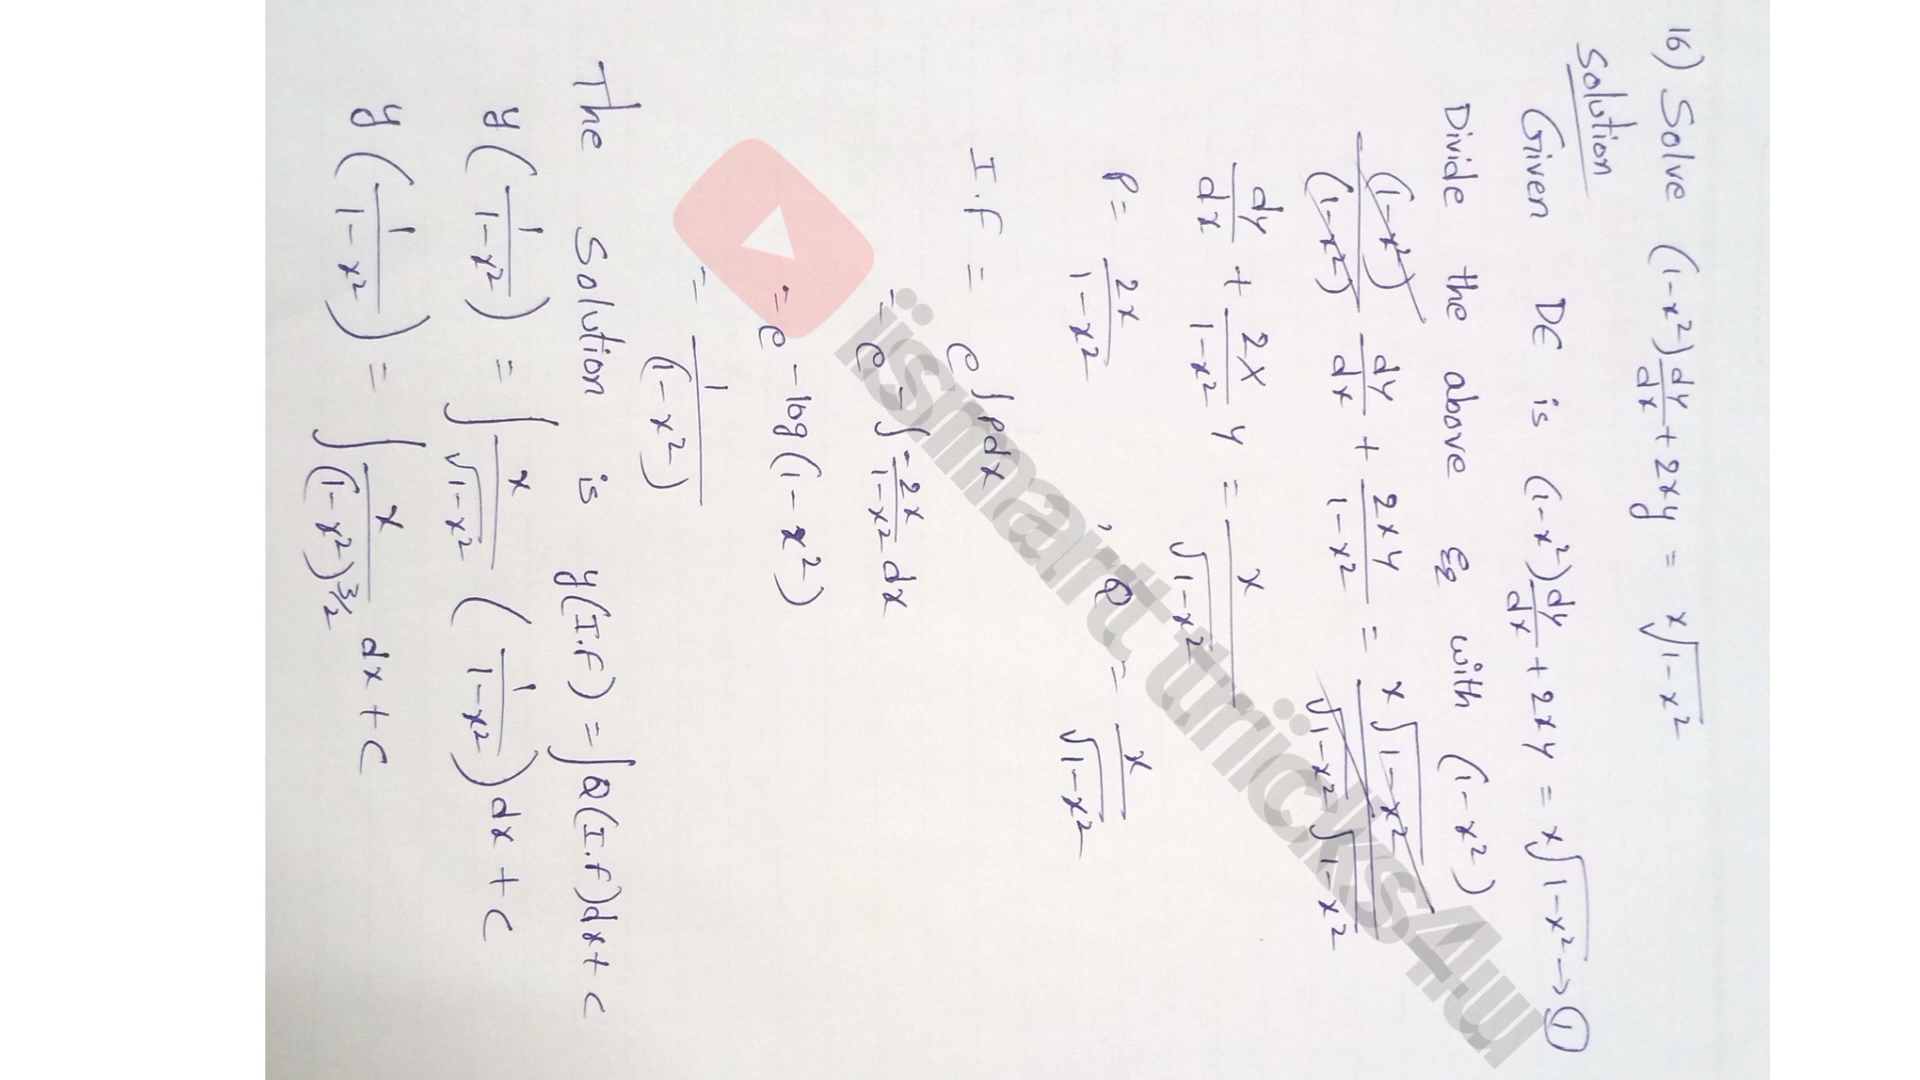 16) Solve (1-x²) dy/dx + 2xy = x√1-x²
Solution
Given DE is (1-x²) dy/dx + 2xy = x√1-x² → ①
Divide the above Eq with (1-x²)
(1-x²)/(1-x²) dy/dx + 2xy/1-x² = x√1-x²/√1-x² √1-x²
dy/dx + 2x/1-x² y = x/√1-x²
P = 2x/1-x² , Q = x/√1-x²
I.F = e^∫Pdx
= e^-∫-2x/1-x² dx
= e^-log(1-x²)
= 1/(1-x²)
The Solution is y(I.F) = ∫Q(I.F)dx + c
y(1/1-x²) = ∫ x/√1-x² (1/1-x²)dx + c
y(1/1-x²) = ∫ x/(1-x²)^3/2 dx + c
iismart triicks4u